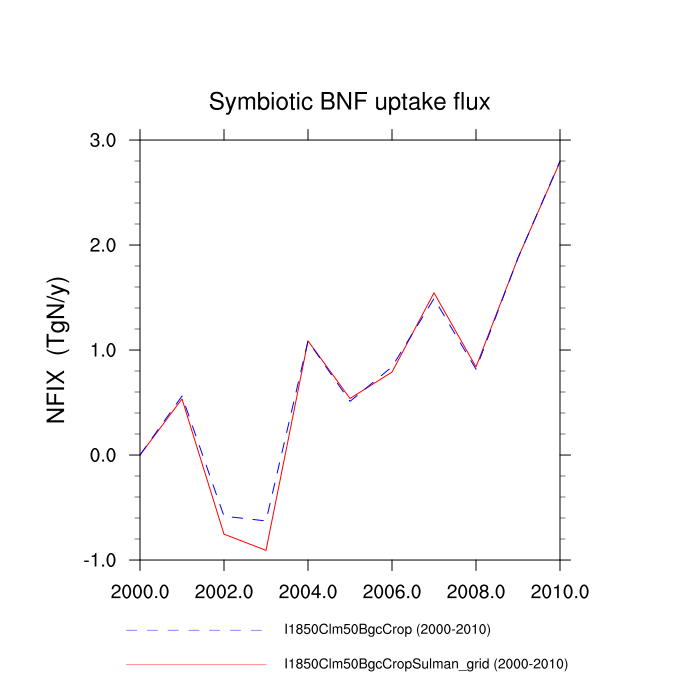 Symbiotic BNF uptake flux
3.0
2.0
1.0
0.0
-1.0
NFIX (TgN/y)
2000.0 2002.0 2004.0 2006.0 2008.0 2010.0
I1850Clm50BgcCrop (2000-2010)
I1850Clm50BgcCropSulman_grid (2000-2010)